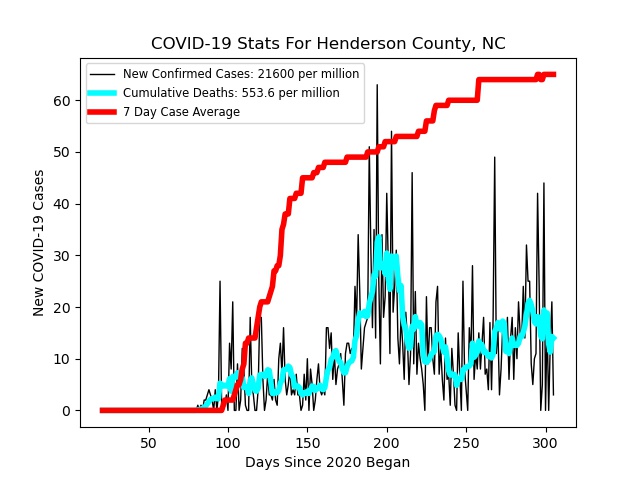 COVID-19 Stats For Henderson County, NC
New Confirmed Cases: 21600 per million
Cumulative Deaths: 553.6 per million
7 Day Case Average
60
50
40
30
20
10
0
New COVID-19 Cases
50 100 150 200 250 300
Days Since 2020 Began